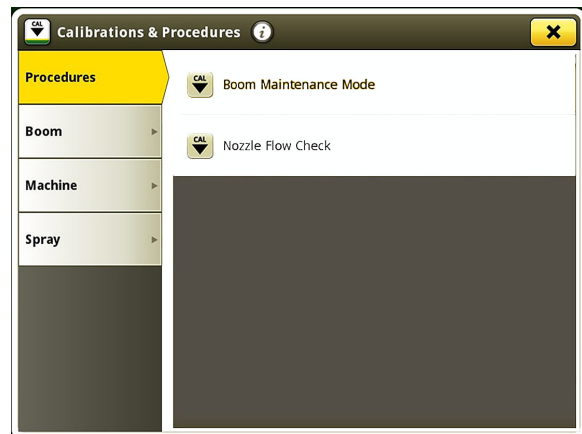 CAL
Calibrations & Procedures
Procedures
CAL
Boom Maintenance Mode
Boom
CAL
Nozzle Flow Check
Machine
Spray